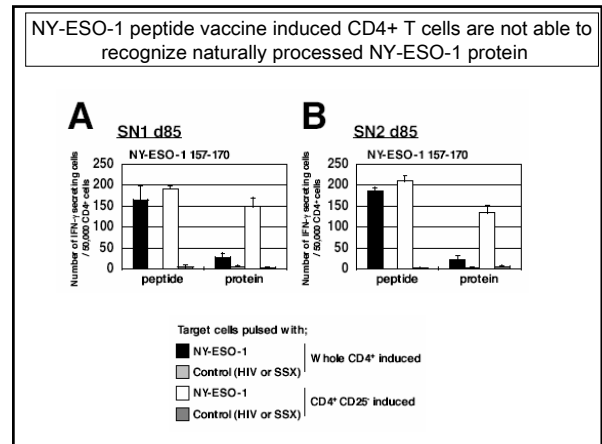 NY-ESO-1 peptide vaccine induced CD4+ T cells are not able to
recognize naturally processed NY-ESO-1 protein
A
SN1 d85
NY-ESO-1 157-170
Number of IFN-γ secreting cells
/ 50,000 CD4+ cells
250
200
150
100
50
0
peptide
protein
B
SN2 d85
NY-ESO-1 157-170
Number of IFN-γ secreting cells
/ 50,000 CD4+ cells
250
200
150
100
50
0
peptide
protein
Target cells pulsed with;
NY-ESO-1
Control (HIV or SSX)
Whole CD4+ induced
NY-ESO-1
Control (HIV or SSX)
CD4+ CD25- induced